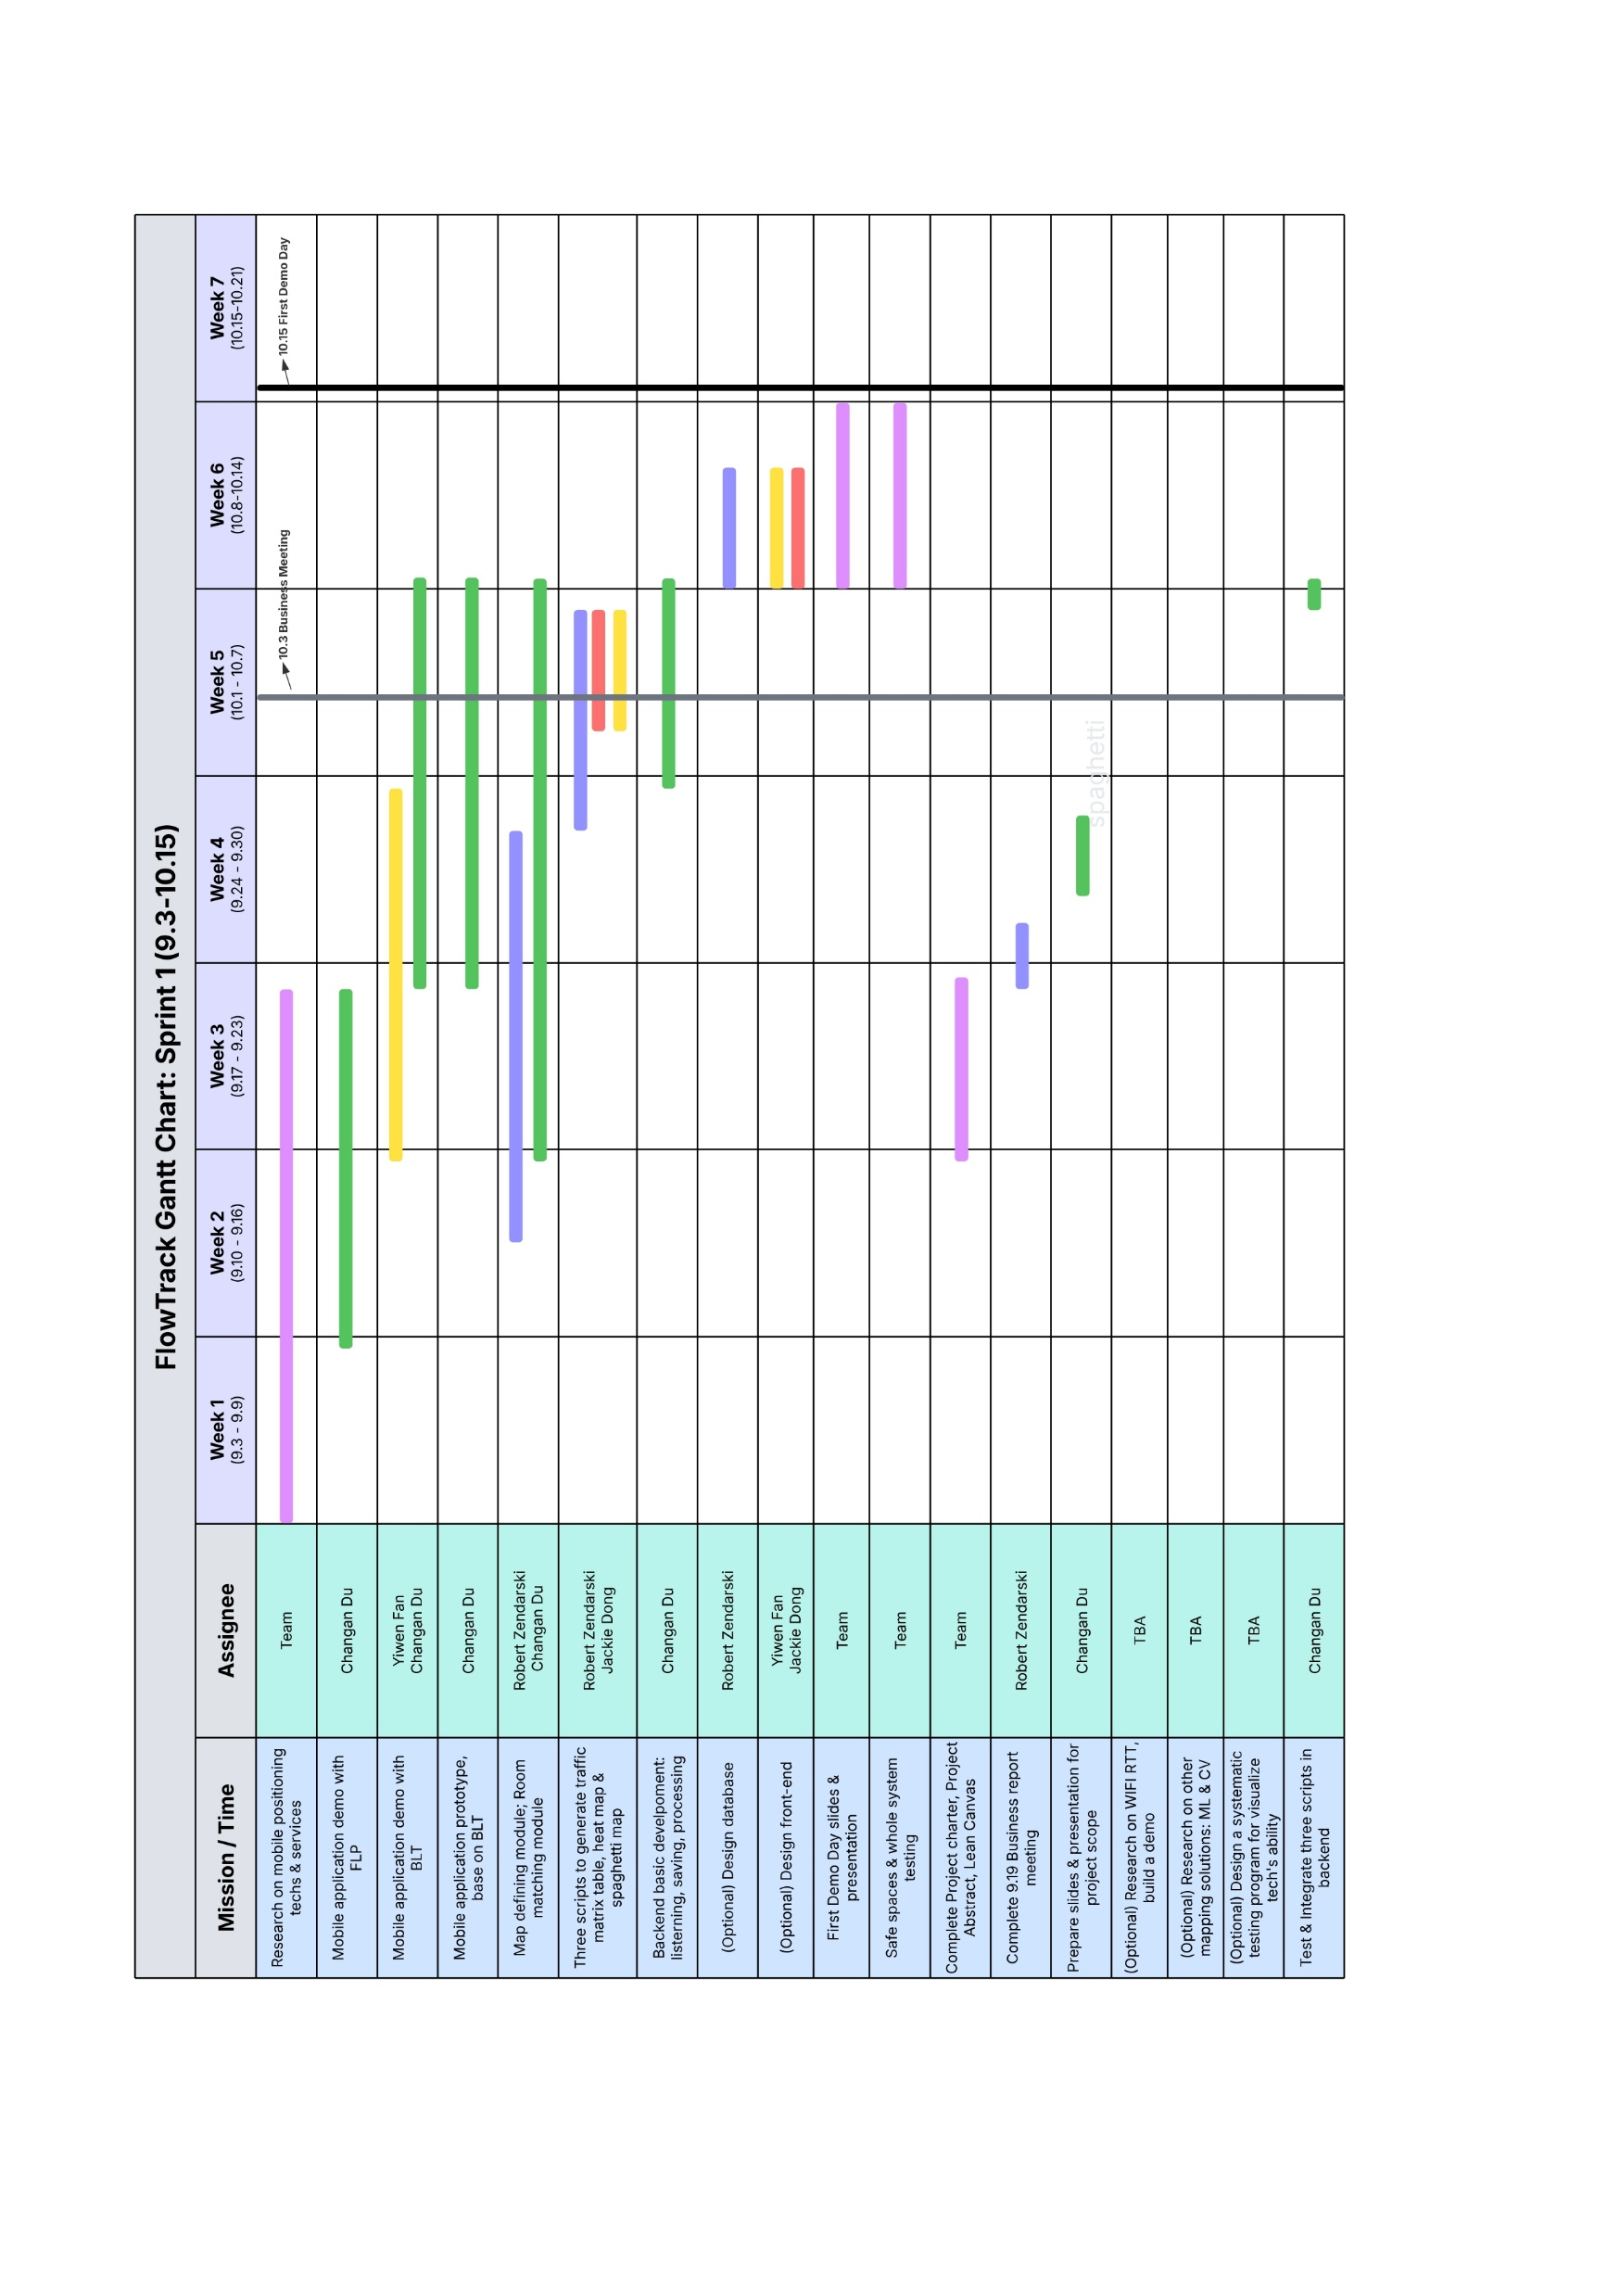 FlowTrack Gantt Chart: Sprint 1 (9.3-10.15)
Mission / Time
Assignee
Week 1
(9.3 - 9.9)
Week 2
(9.10 - 9.16)
Week 3
(9.17 - 9.23)
Week 4
(9.24 - 9.30)
Week 5
(10.1 - 10.7)
Week 6
(10.8-10.14)
Week 7
(10.15-10.21)
Research on mobile positioning
techs & services
Team
10.3 Business Meeting
10.15 First Demo Day
Mobile application demo with
FLP
Changan Du
Mobile application demo with
BLT
Yiwen Fan
Changan Du
Mobile application prototype,
base on BLT
Changan Du
Map defining module; Room
matching module
Robert Zendarski
Changan Du
Three scripts to generate traffic
matrix table, heat map &
spaghetti map
Robert Zendarski
Jackie Dong
Backend basic develpoment:
listerning, saving, processing
Changan Du
(Optional) Design database
Robert Zendarski
(Optional) Design front-end
Yiwen Fan
Jackie Dong
First Demo Day slides &
presentation
Team
Safe spaces & whole system
testing
Team
Complete Project charter, Project
Abstract, Lean Canvas
Team
Complete 9.19 Business report
meeting
Robert Zendarski
Prepare slides & presentation for
project scope
Changan Du
spaghetti
(Optional) Research on WIFI RTT,
build a demo
TBA
(Optional) Research on other
mapping solutions: ML & CV
TBA
(Optional) Design a systematic
testing program for visualize
tech's ability
TBA
Test & Integrate three scripts in
backend
Changan Du